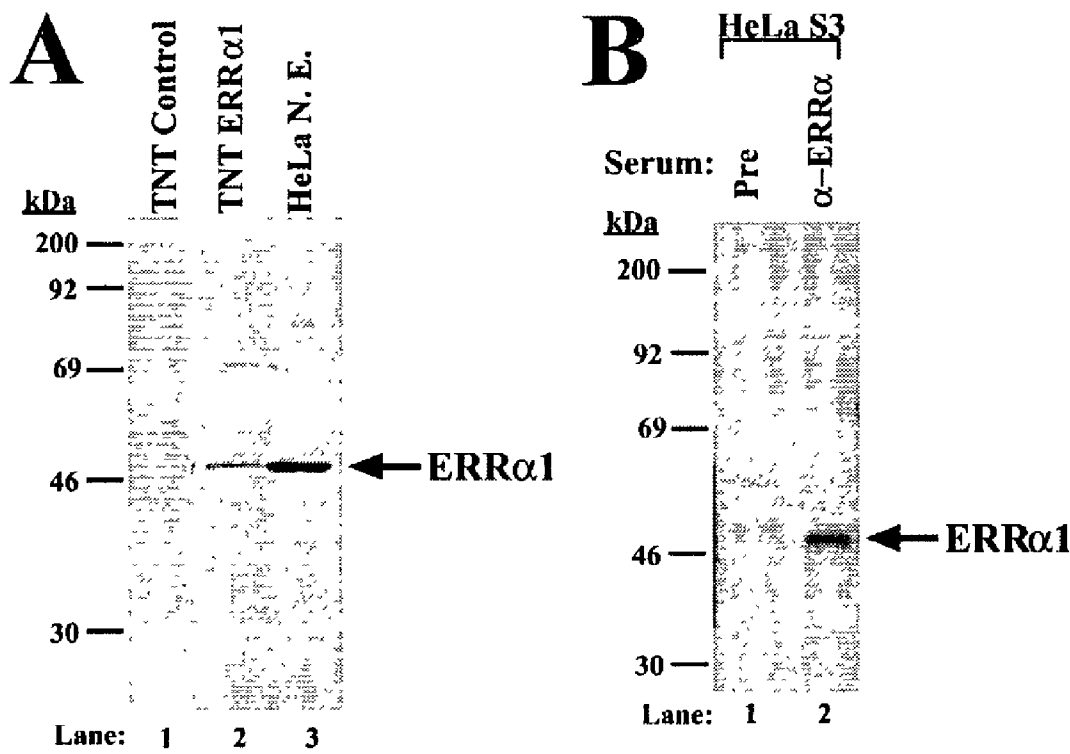 A
TNT Control
TNT ERRα1
HeLa N. E.
kDa
200
92
69
46
30
ERRα1
Lane: 1 2 3
B
HeLa S3
Serum: Pre α–ERRα
kDa
200
92
69
46
30
ERRα1
Lane: 1 2